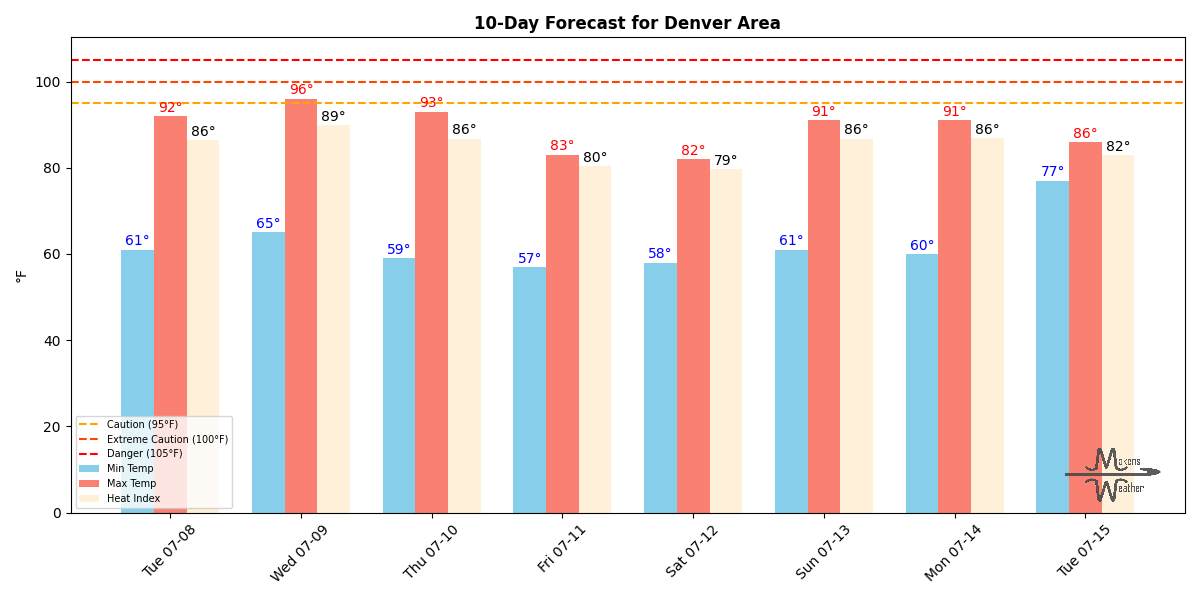 10-Day Forecast for Denver Area
°F
100
80
60
40
20
0
61° 92° 86°
65° 96° 89°
59° 93° 86°
57° 83° 80°
58° 82° 79°
61° 91° 86°
60° 91° 86°
77° 86° 82°
Caution (95°F)
Extreme Caution (100°F)
Danger (105°F)
Min Temp
Max Temp
Heat Index
Tue 07-08
Wed 07-09
Thu 07-10
Fri 07-11
Sat 07-12
Sun 07-13
Mon 07-14
Tue 07-15